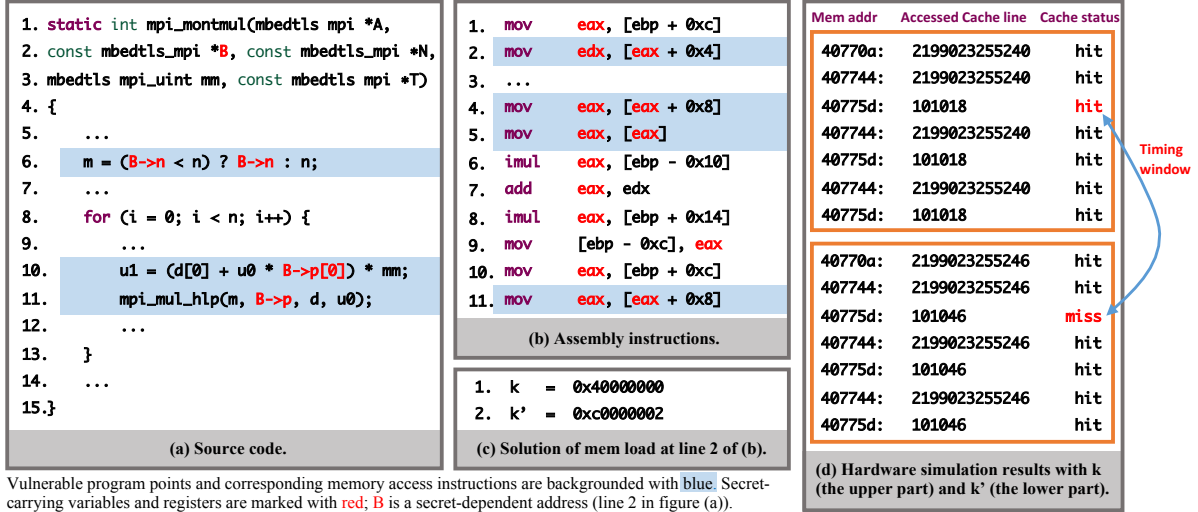 1. static int mpi_montmul(mbedtls mpi *A,
2. const mbedtls_mpi *B, const mbedtls_mpi *N,
3. mbedtls mpi_uint mm, const mbedtls mpi *T)
4. {
5. ...
6. m = (B->n < n) ? B->n : n;
7. ...
8. for (i = 0; i < n; i++) {
9. ...
10. u1 = (d[0] + u0 * B->p[0]) * mm;
11. mpi_mul_hlp(m, B->p, d, u0);
12. ...
13. }
14. ...
15.}
(a) Source code.
1. mov eax, [ebp + 0xc]
2. mov edx, [eax + 0x4]
3. ...
4. mov eax, [eax + 0x8]
5. mov eax, [eax]
6. imul eax, [ebp - 0x10]
7. add eax, edx
8. imul eax, [ebp + 0x14]
9. mov [ebp - 0xc], eax
10. mov eax, [ebp + 0xc]
11. mov eax, [eax + 0x8]
(b) Assembly instructions.
1. k = 0x40000000
2. k' = 0xc0000002
(c) Solution of mem load at line 2 of (b).
Mem addr Accessed Cache line Cache status
40770a: 2199023255240 hit
407744: 2199023255240 hit
40775d: 101018 hit
407744: 2199023255240 hit
40775d: 101018 hit
407744: 2199023255240 hit
40775d: 101018 hit
40770a: 2199023255246 hit
407744: 2199023255246 hit
40775d: 101046 miss
407744: 2199023255246 hit
40775d: 101046 hit
407744: 2199023255246 hit
40775d: 101046 hit
Timing
window
(d) Hardware simulation results with k
(the upper part) and k' (the lower part).
Vulnerable program points and corresponding memory access instructions are backgrounded with blue. Secret-
carrying variables and registers are marked with red; B is a secret-dependent address (line 2 in figure (a)).